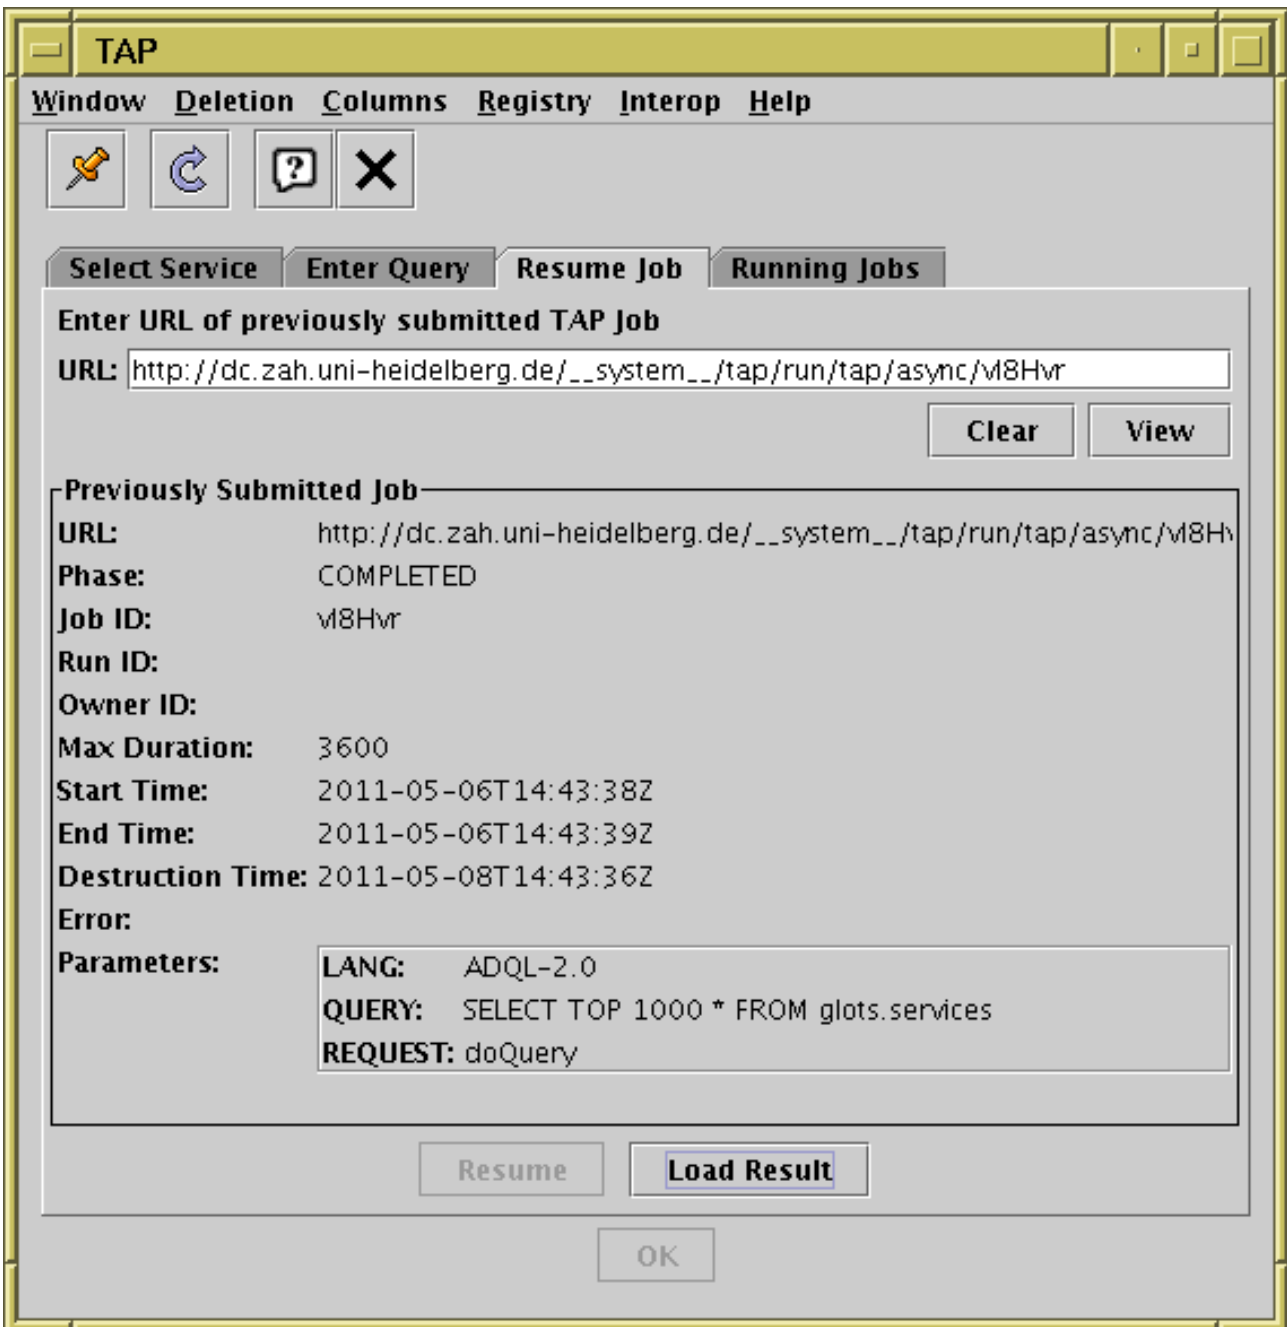 TAP
Window Deletion Columns Registry Interop Help
Select Service Enter Query Resume Job Running Jobs
Enter URL of previously submitted TAP Job
URL: http://dc.zah.uni-heidelberg.de/__system__/tap/run/tap/async/vl8Hvr
Clear View
Previously Submitted Job
URL: http://dc.zah.uni-heidelberg.de/__system__/tap/run/tap/async/vl8Hv
Phase: COMPLETED
Job ID: vl8Hvr
Run ID:
Owner ID:
Max Duration: 3600
Start Time: 2011-05-06T14:43:38Z
End Time: 2011-05-06T14:43:39Z
Destruction Time: 2011-05-08T14:43:36Z
Error:
Parameters: LANG: ADQL-2.0
QUERY: SELECT TOP 1000 * FROM glots.services
REQUEST: doQuery
Resume Load Result
OK